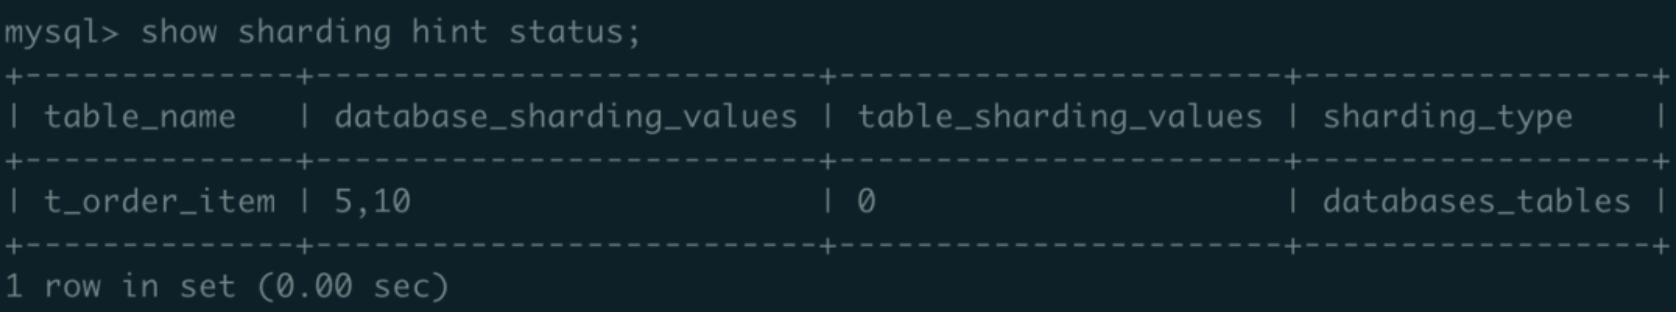 mysql> show sharding hint status;
+--------------+--------------------------+-----------------------+------------------+
| table_name   | database_sharding_values | table_sharding_values | sharding_type    |
+--------------+--------------------------+-----------------------+------------------+
| t_order_item | 5,10                     | 0                     | databases_tables |
+--------------+--------------------------+-----------------------+------------------+
1 row in set (0.00 sec)